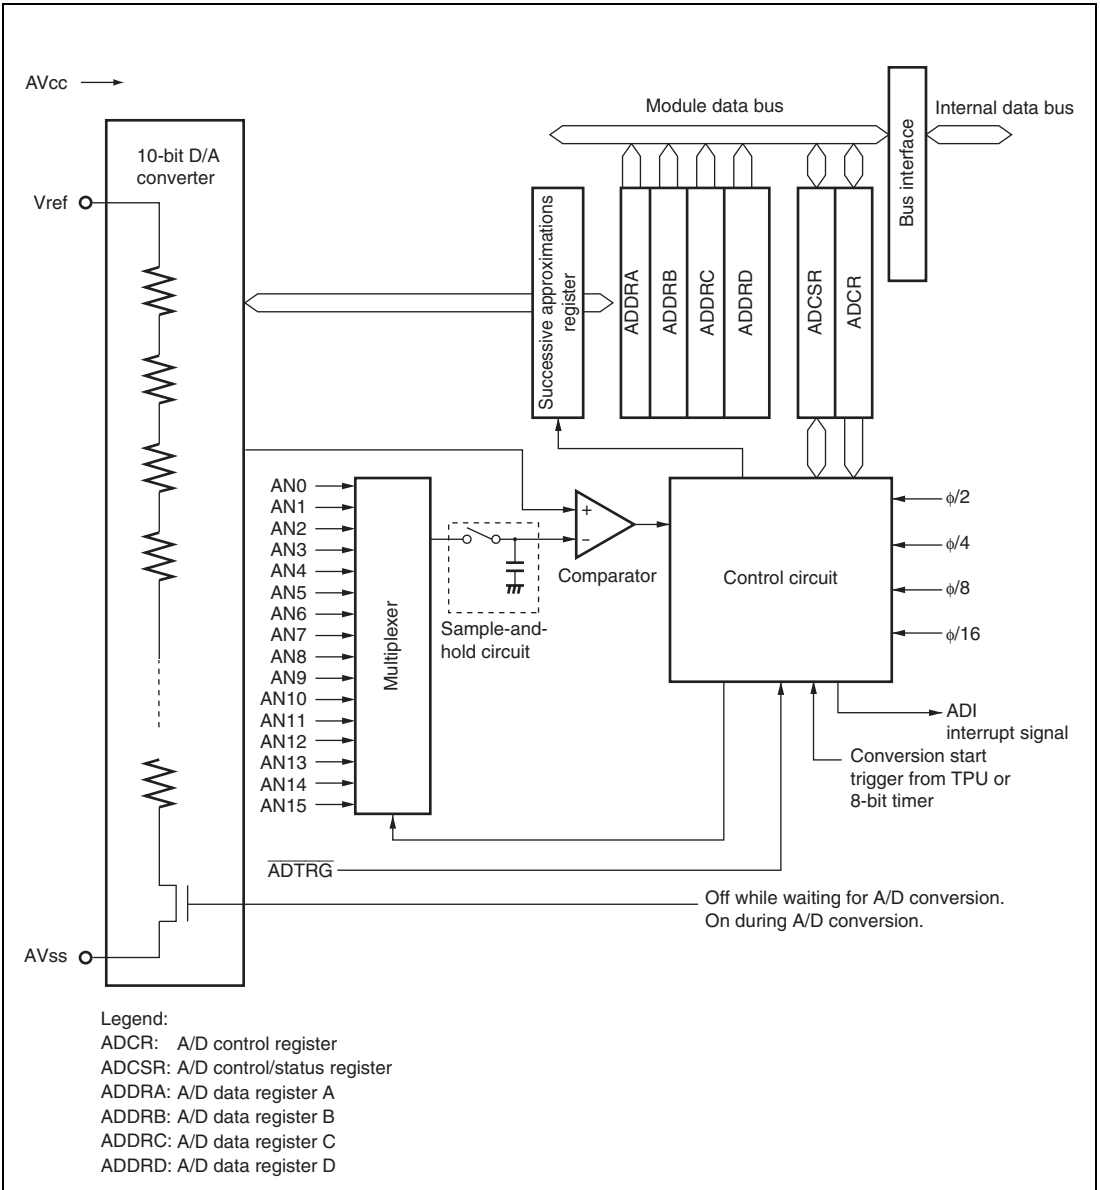 AVcc
Module data bus
Internal data bus
Bus interface
10-bit D/A
converter
Vref
Successive approximations
register
ADDRA
ADDRB
ADDRC
ADDRD
ADCSR
ADCR
AN0
AN1
AN2
AN3
AN4
AN5
AN6
AN7
AN8
AN9
AN10
AN11
AN12
AN13
AN14
AN15
Multiplexer
+
−
Comparator
Sample-and-
hold circuit
Control circuit
ϕ/2
ϕ/4
ϕ/8
ϕ/16
ADI
interrupt signal
Conversion start
trigger from TPU or
8-bit timer
ADTRG
Off while waiting for A/D conversion.
On during A/D conversion.
AVss
Legend:
ADCR: A/D control register
ADCSR: A/D control/status register
ADDRA: A/D data register A
ADDRB: A/D data register B
ADDRC: A/D data register C
ADDRD: A/D data register D